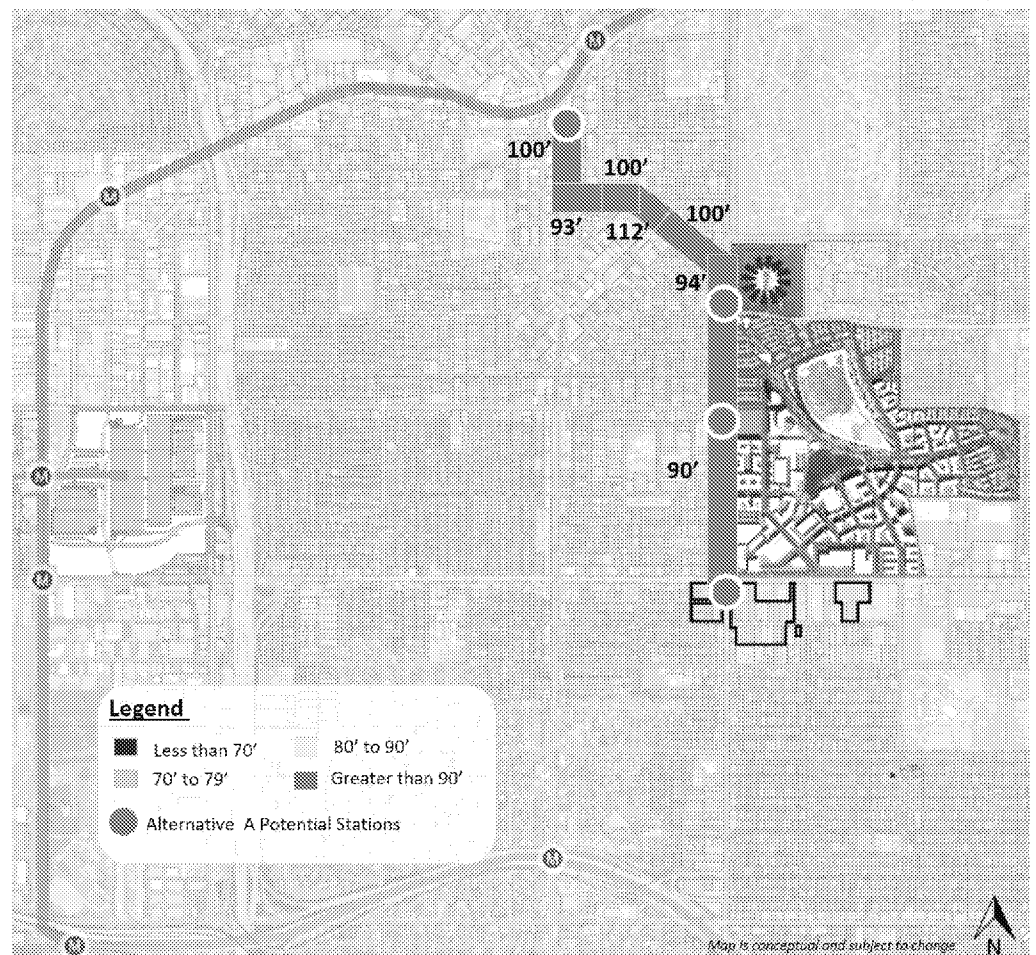 M
100'
100'
M
100'
93'
112'
94'
90'
M
M
Legend
Less than 70'
80' to 90'
70' to 79'
Greater than 90'
Alternative A Potential Stations
M
M
Map is conceptual and subject to change
N